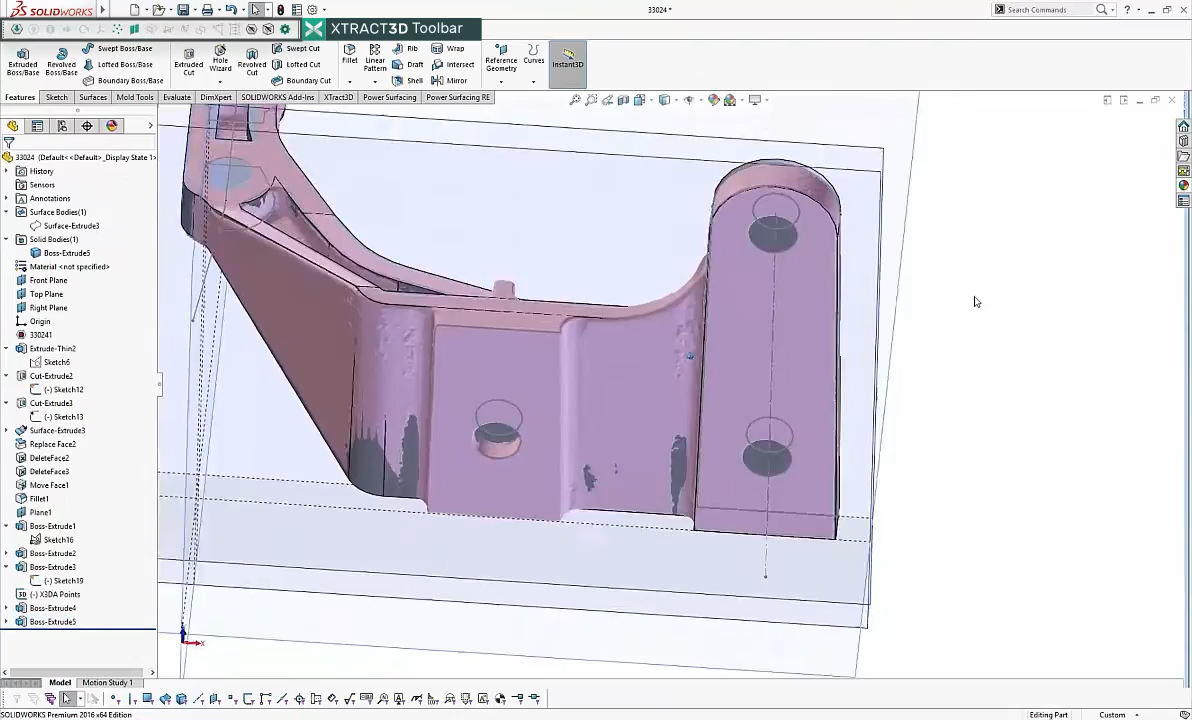 SOLIDWORKS
33024 *
Search Commands
XTRACT3D Toolbar
Extruded Boss/Base
Revolved Boss/Base
Swept Boss/Base
Lofted Boss/Base
Boundary Boss/Base
Extruded Cut
Hole Wizard
Revolved Cut
Swept Cut
Lofted Cut
Boundary Cut
Fillet
Linear Pattern
Rib
Draft
Shell
Wrap
Intersect
Mirror
Reference Geometry
Curves
Instant3D
Features
Sketch
Surfaces
Mold Tools
Evaluate
DimXpert
SOLIDWORKS Add-Ins
XTract3D
Power Surfacing
Power Surfacing RE
33024 (Default<<Default>_Display State 1>
History
Sensors
Annotations
Surface Bodies(1)
Surface-Extrude3
Solid Bodies(1)
Boss-Extrude5
Material <not specified>
Front Plane
Top Plane
Right Plane
Origin
330241
Extrude-Thin2
Sketch6
Cut-Extrude2
(-) Sketch12
Cut-Extrude3
(-) Sketch13
Surface-Extrude3
Replace Face2
DeleteFace2
DeleteFace3
Move Face1
Fillet1
Plane1
Boss-Extrude1
Sketch16
Boss-Extrude2
Boss-Extrude3
(-) Sketch19
(-) X3DA Points
Boss-Extrude4
Boss-Extrude5
X
Model
Motion Study 1
SOLIDWORKS Premium 2016 x64 Edition
Editing Part
Custom